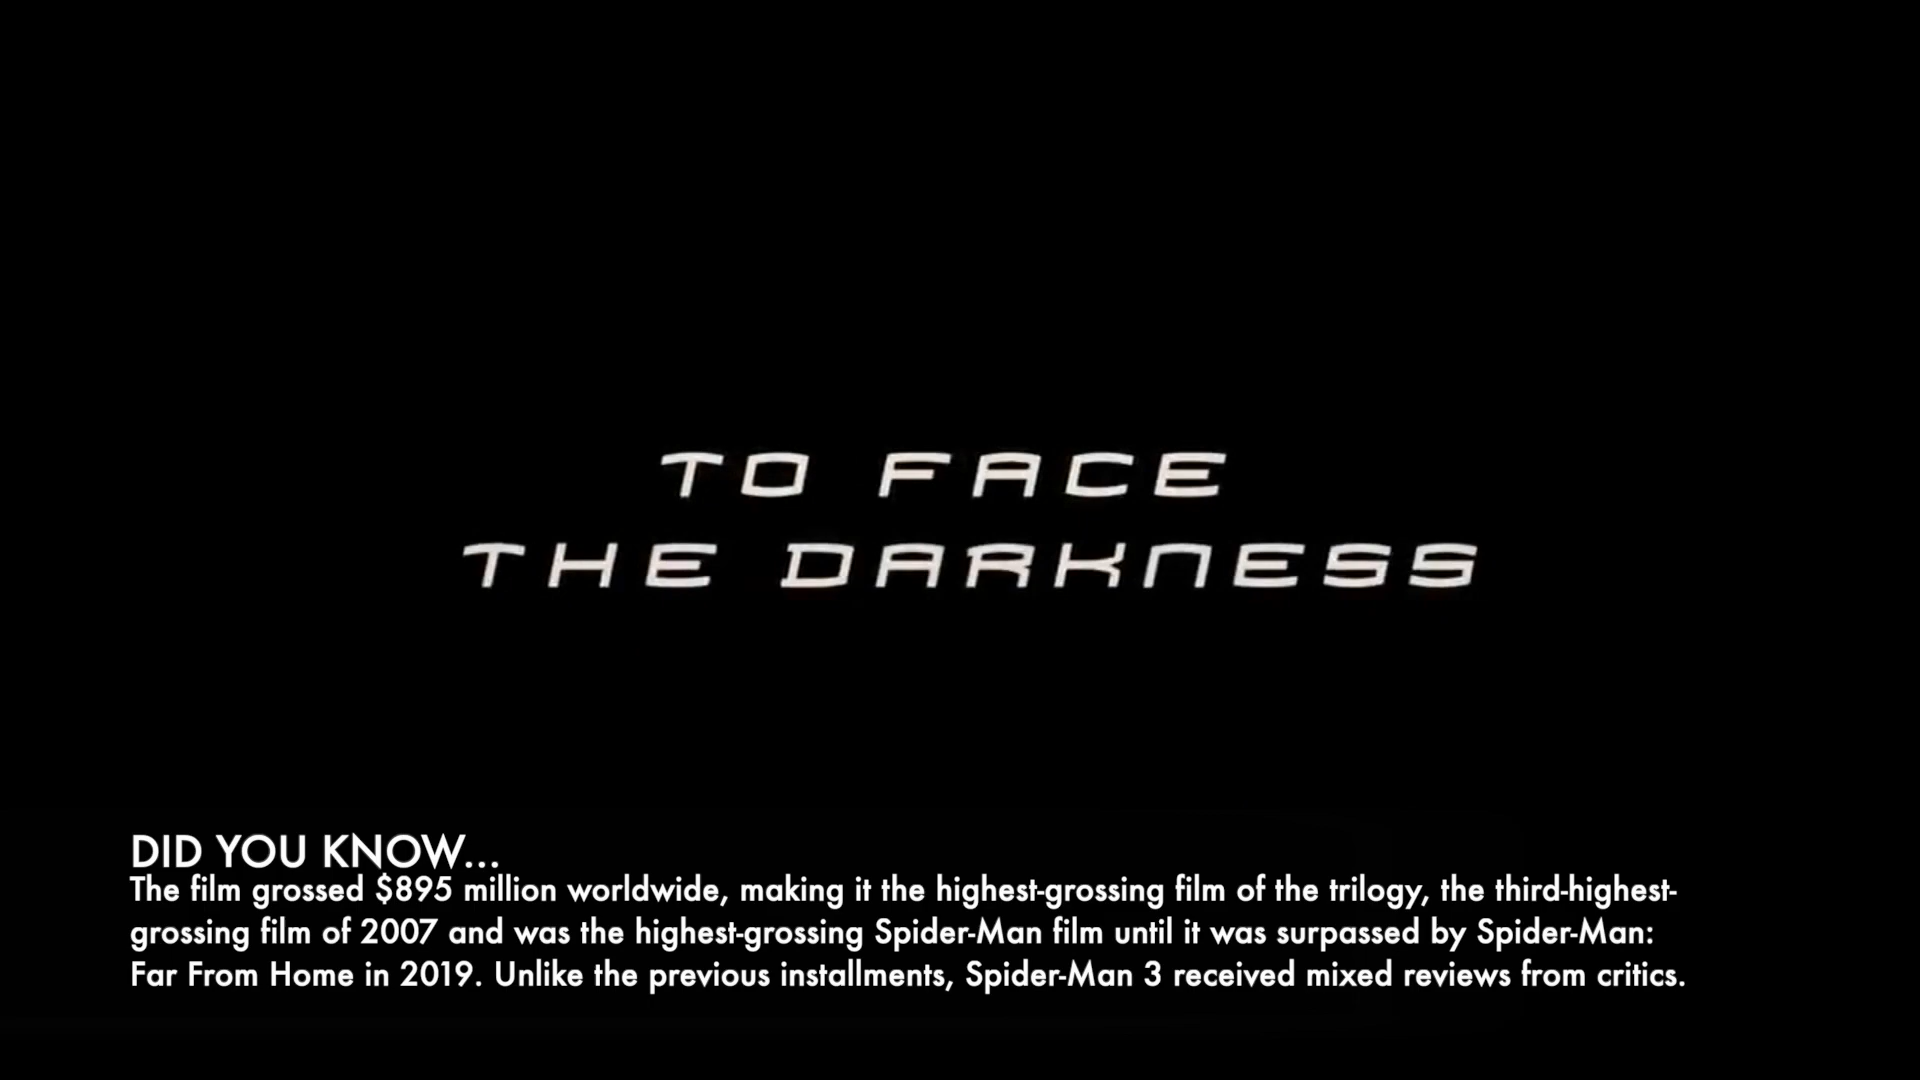 TO FACE
THE DARKNESS
DID YOU KNOW...
The film grossed $895 million worldwide, making it the highest-grossing film of the trilogy, the third-highest-
grossing film of 2007 and was the highest-grossing Spider-Man film until it was surpassed by Spider-Man:
Far From Home in 2019. Unlike the previous installments, Spider-Man 3 received mixed reviews from critics.